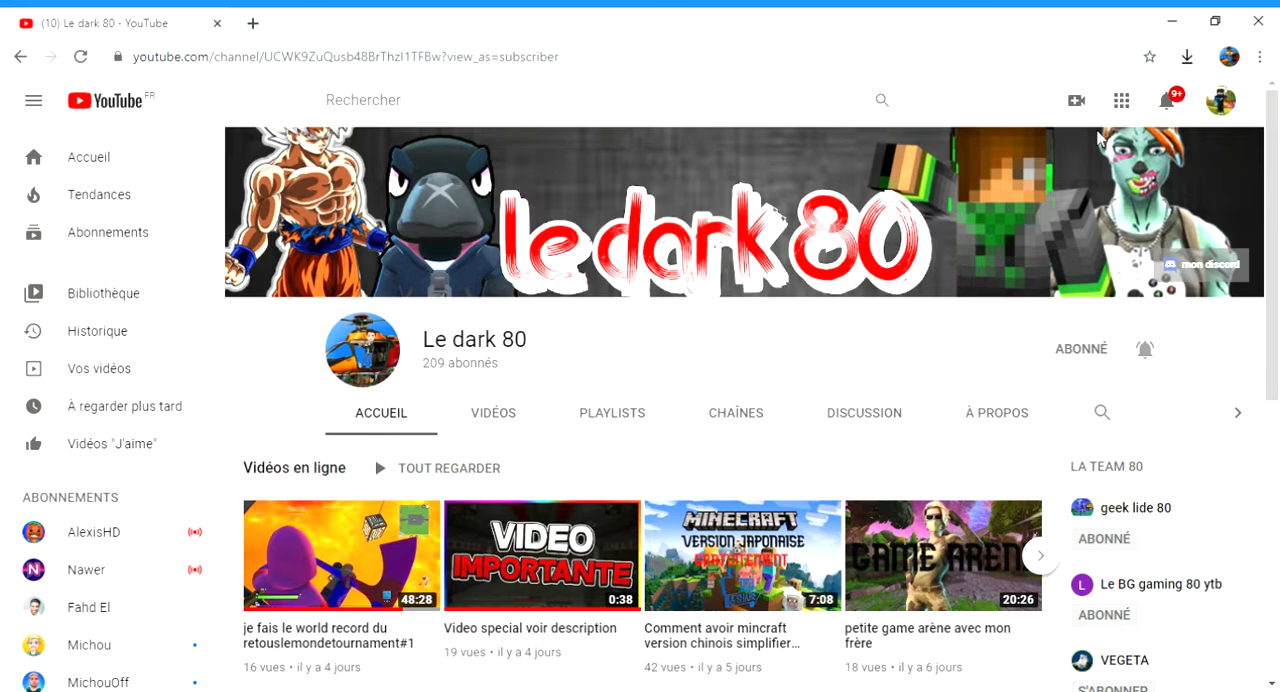 (10) Le dark 80 - YouTube
youtube.com/channel/UCWK9ZuQusb48BrThzI1TFBw?view_as=subscriber
YouTube FR
Rechercher
9+
Accueil
Tendances
Abonnements
Bibliothèque
Historique
Vos vidéos
À regarder plus tard
Vidéos "J'aime"
ABONNEMENTS
AlexisHD
Nawer
Fahd El
Michou
MichouOff
le dark 80
mon discord
Le dark 80
209 abonnés
ABONNÉ
ACCUEIL
VIDÉOS
PLAYLISTS
CHAÎNES
DISCUSSION
À PROPOS
Vidéos en ligne
TOUT REGARDER
48:28
je fais le world record du
retouslemondetournament#1
16 vues • il y a 4 jours
VIDEO
IMPORTANTE
0:38
Video special voir description
19 vues • il y a 4 jours
MINECRAFT
VERSION JAPONAISE
GRATUITEMENT
7:08
Comment avoir mincraft
version chinois simplifier...
42 vues • il y a 5 jours
GAME ARENE
20:26
petite game arène avec mon
frère
18 vues • il y a 6 jours
LA TEAM 80
geek lide 80
ABONNÉ
L
Le BG gaming 80 ytb
ABONNÉ
VEGETA
S'ABONNER